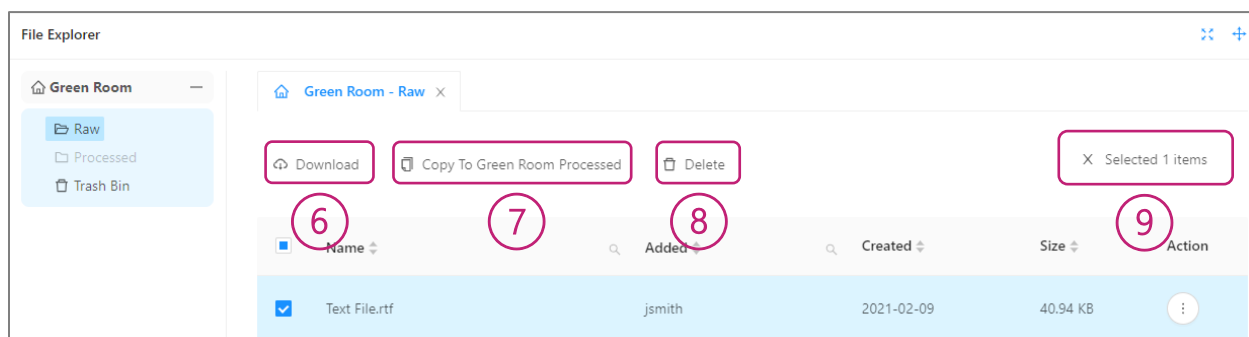 File Explorer
Green Room
Raw
Processed
Trash Bin
Green Room - Raw
Download
Copy To Green Room Processed
Delete
X Selected 1 items
6
7
8
9
Name
Added
Created
Size
Action
Text File.rtf
jsmith
2021-02-09
40.94 KB